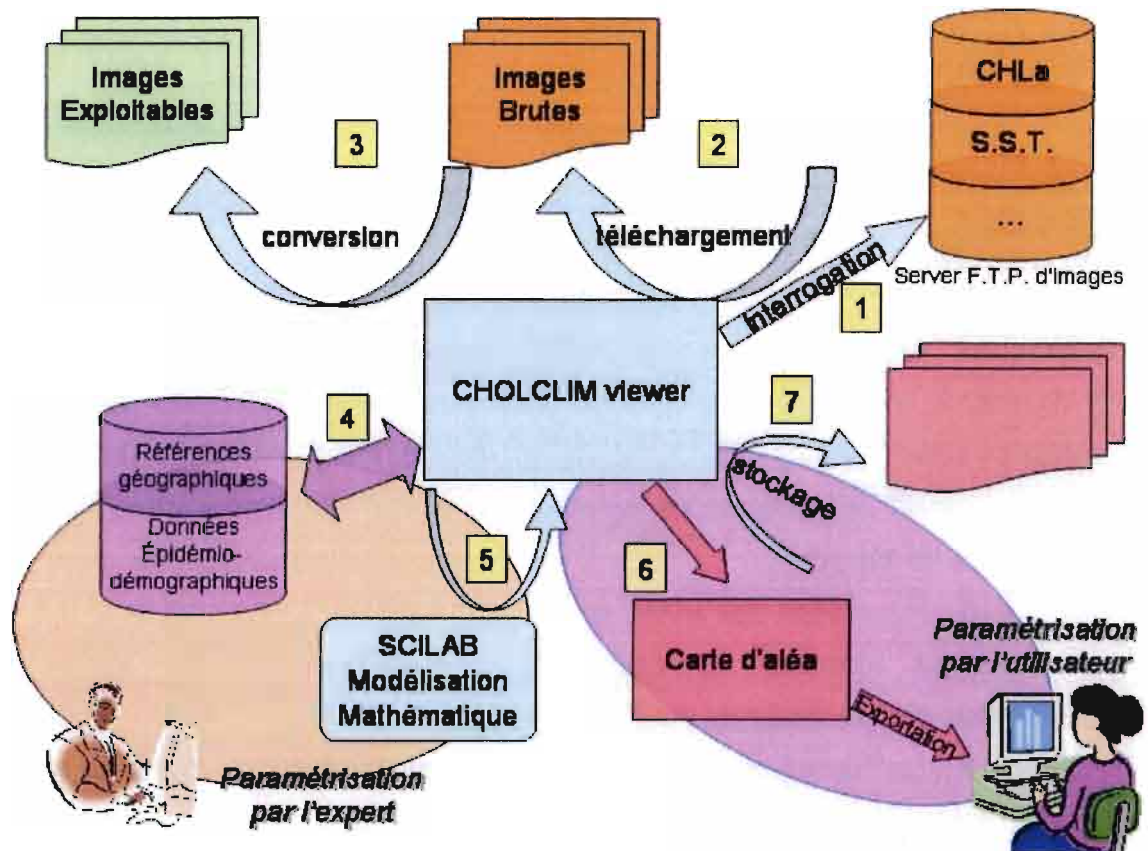 Images
Exploitables
Images
Brutes
CHLa
S.S.T.
...
Server F.T.P. d'Images
3
2
conversion
téléchargement
Interrogation
1
CHOLCLIM viewer
4
7
Références
géographiques
Données
Épidémio-
démographiques
stockage
5
6
SCILAB
Modélisation
Mathématique
Carte d'aléa
Paramétrisation
par l'utilisateur
Exportation
Paramétrisation
par l'expert